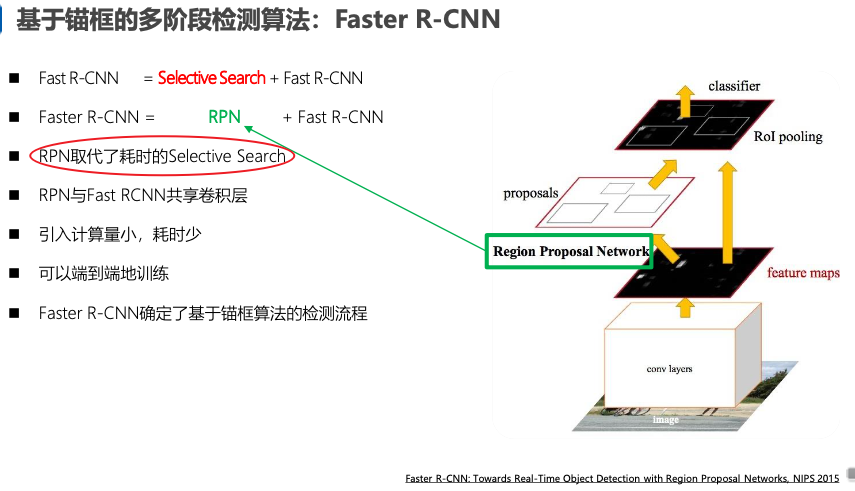 基于锚框的多阶段检测算法：Faster R-CNN
Fast R-CNN = Selective Search + Fast R-CNN
Faster R-CNN = RPN + Fast R-CNN
RPN取代了耗时的Selective Search
RPN与Fast RCNN共享卷积层
引入计算量小，耗时少
可以端到端地训练
Faster R-CNN确定了基于锚框算法的检测流程
classifier
RoI pooling
proposals
Region Proposal Network
feature maps
conv layers
image
Faster R-CNN: Towards Real-Time Object Detection with Region Proposal Networks, NIPS 2015